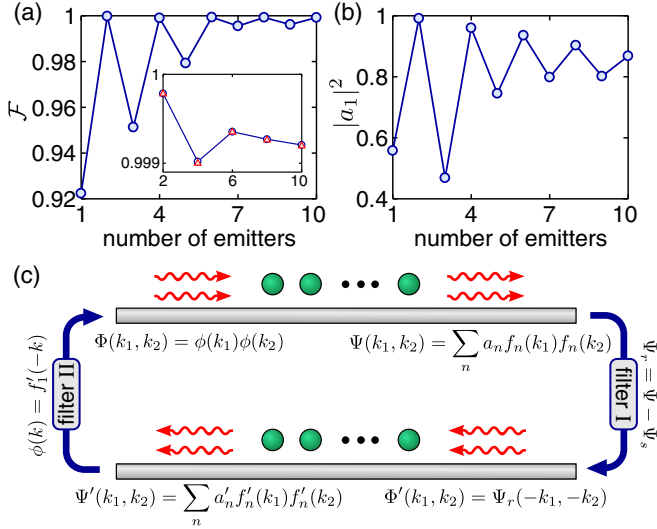 (a)
1
0.98
0.96
0.94
0.92
ℱ
1
0.999
2
6
10
1
4
7
10
number of emitters
(b)
1
0.8
0.6
0.4
|a₁|²
1
4
7
10
number of emitters
(c)
Φ(k₁, k₂) = ϕ(k₁)ϕ(k₂)
Ψ(k₁, k₂) = ∑ₙ aₙfₙ(k₁)fₙ(k₂)
ϕ(k) = f′₁(−k)
filter II
filter I
Ψᵣ = Ψ − Ψₛ
Ψ′(k₁, k₂) = ∑ₙ a′ₙf′ₙ(k₁)f′ₙ(k₂)
Φ′(k₁, k₂) = Ψᵣ(−k₁, −k₂)